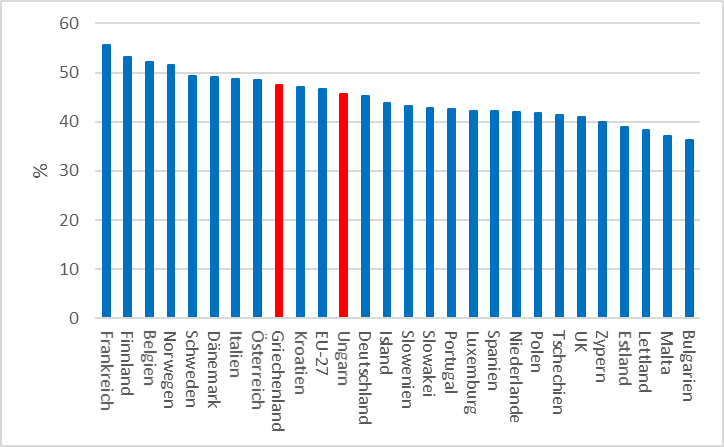 60
50
40
30
20
10
0
%
Frankreich
Finnland
Belgien
Norwegen
Schweden
Dänemark
Italien
Österreich
Griechenland
Kroatien
EU-27
Ungarn
Deutschland
Island
Slowenien
Slowakei
Portugal
Luxemburg
Spanien
Niederlande
Polen
Tschechien
UK
Zypern
Estland
Lettland
Malta
Bulgarien